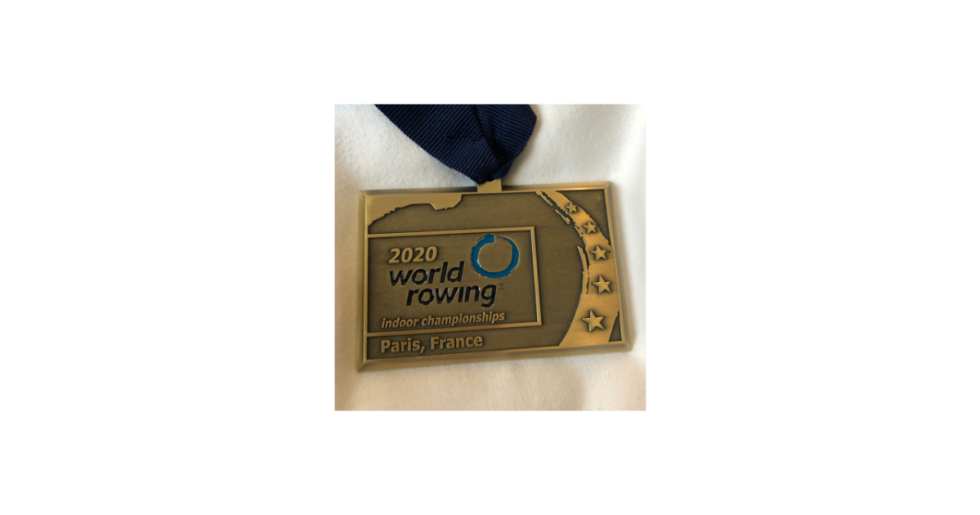 2020
world
rowing
indoor championships
Paris, France